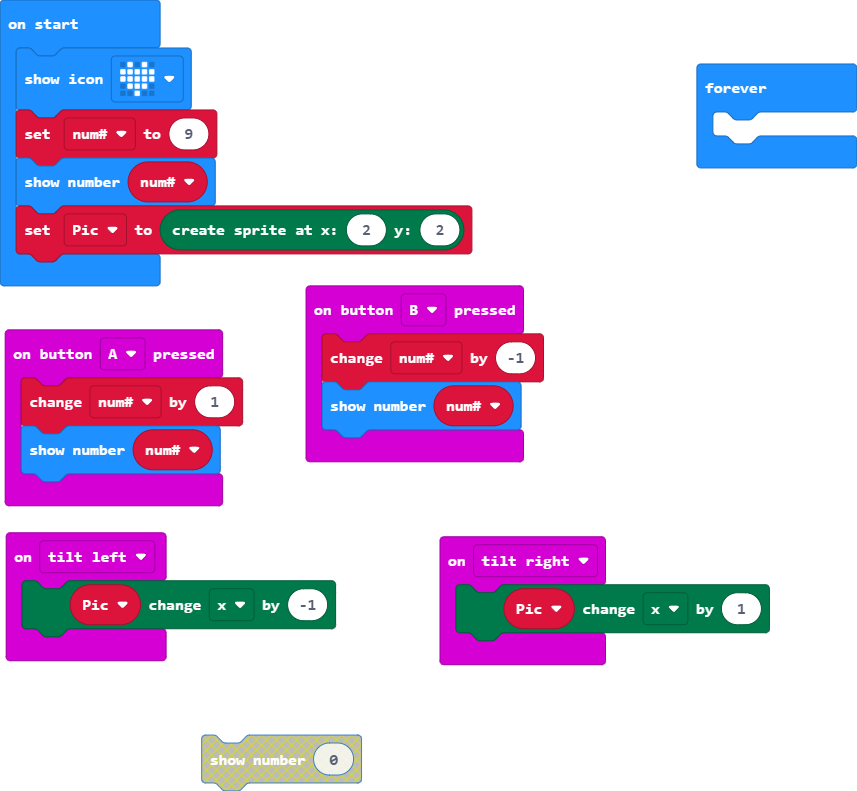 on start
show icon
set num# to 9
show number num#
set Pic to create sprite at x: 2 y: 2
forever
on button B pressed
change num# by -1
show number num#
on button A pressed
change num# by 1
show number num#
on tilt left
Pic change x by -1
on tilt right
Pic change x by 1
show number 0